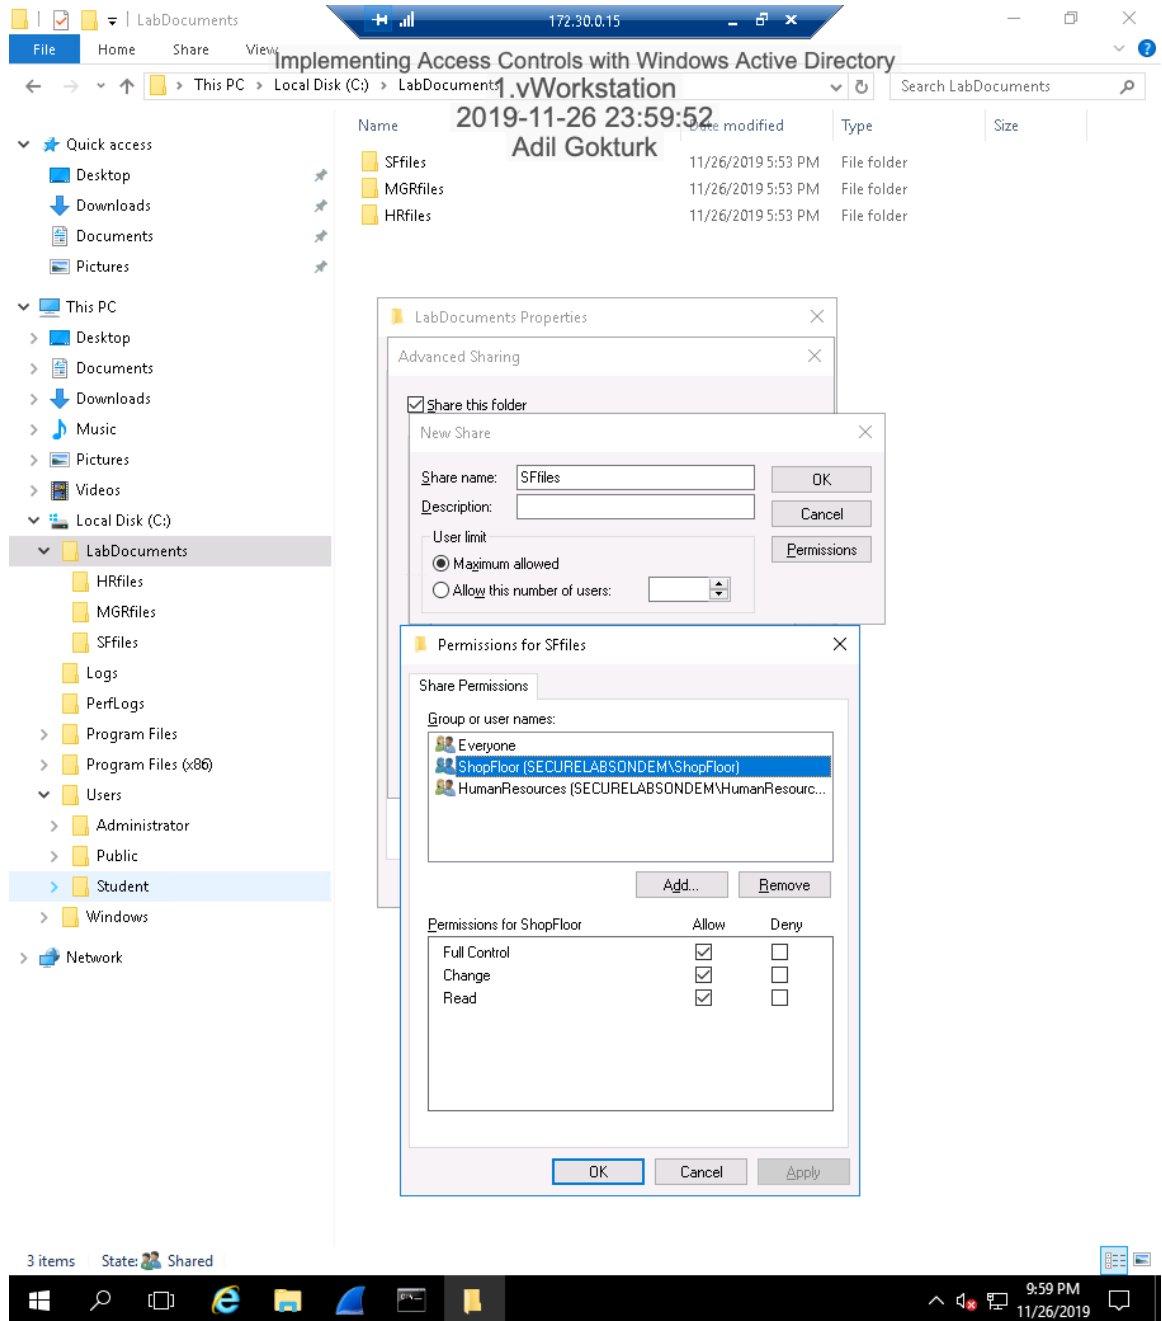 LabDocuments
172.30.0.15
File Home Share View
Implementing Access Controls with Windows Active Directory
This PC > Local Disk (C:) > LabDocuments
Search LabDocuments
1.vWorkstation
2019-11-26 23:59:52
Adil Gokturk
Name Date modified Type Size
SFfiles 11/26/2019 5:53 PM File folder
MGRfiles 11/26/2019 5:53 PM File folder
HRfiles 11/26/2019 5:53 PM File folder
Quick access
Desktop
Downloads
Documents
Pictures
This PC
Desktop
Documents
Downloads
Music
Pictures
Videos
Local Disk (C:)
LabDocuments
HRfiles
MGRfiles
SFfiles
Logs
PerfLogs
Program Files
Program Files (x86)
Users
Administrator
Public
Student
Windows
Network
LabDocuments Properties
Advanced Sharing
Share this folder
New Share
Share name: SFfiles
OK
Description:
Cancel
User limit
Permissions
Maximum allowed
Allow this number of users:
Permissions for SFfiles
Share Permissions
Group or user names:
Everyone
ShopFloor (SECURELABSONDEM\ShopFloor)
HumanResources (SECURELABSONDEM\HumanResourc...
Add... Remove
Permissions for ShopFloor Allow Deny
Full Control
Change
Read
OK Cancel Apply
3 items State: Shared
9:59 PM
11/26/2019